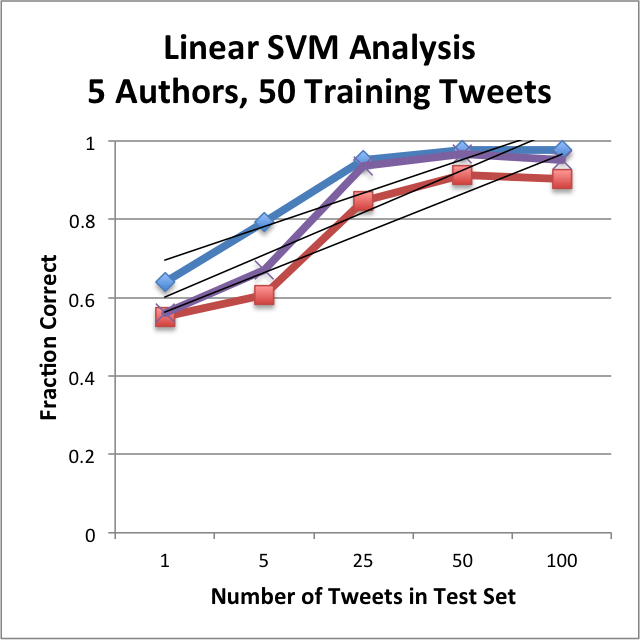 Linear SVM Analysis
5 Authors, 50 Training Tweets
1
0.8
0.6
0.4
0.2
0
Fraction Correct
1 5 25 50 100
Number of Tweets in Test Set